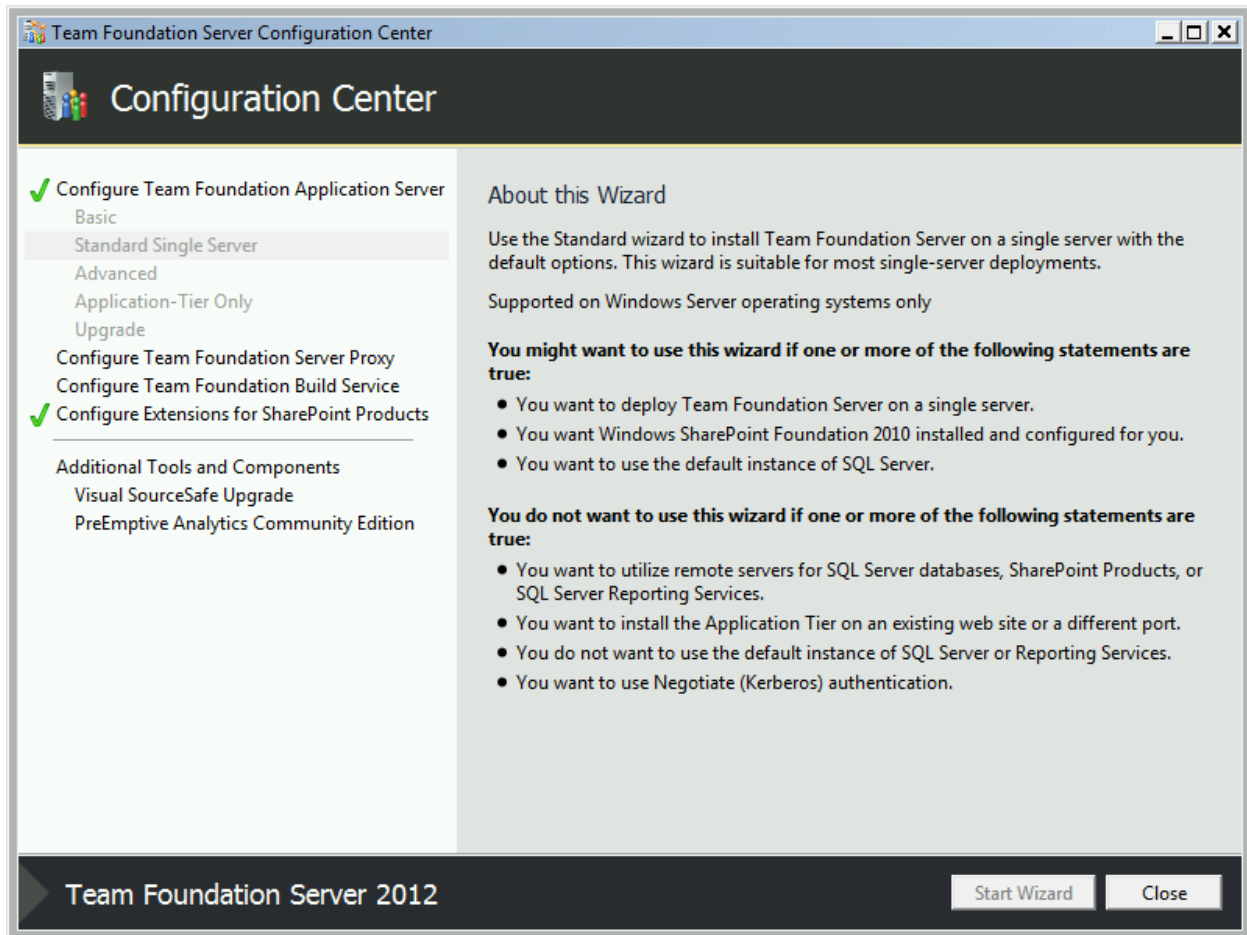 Team Foundation Server Configuration Center
Configuration Center
Configure Team Foundation Application Server
Basic
Standard Single Server
Advanced
Application-Tier Only
Upgrade
Configure Team Foundation Server Proxy
Configure Team Foundation Build Service
Configure Extensions for SharePoint Products
Additional Tools and Components
Visual SourceSafe Upgrade
PreEmptive Analytics Community Edition
About this Wizard
Use the Standard wizard to install Team Foundation Server on a single server with the
default options. This wizard is suitable for most single-server deployments.
Supported on Windows Server operating systems only
You might want to use this wizard if one or more of the following statements are
true:
• You want to deploy Team Foundation Server on a single server.
• You want Windows SharePoint Foundation 2010 installed and configured for you.
• You want to use the default instance of SQL Server.
You do not want to use this wizard if one or more of the following statements are
true:
• You want to utilize remote servers for SQL Server databases, SharePoint Products, or
SQL Server Reporting Services.
• You want to install the Application Tier on an existing web site or a different port.
• You do not want to use the default instance of SQL Server or Reporting Services.
• You want to use Negotiate (Kerberos) authentication.
Team Foundation Server 2012
Start Wizard
Close